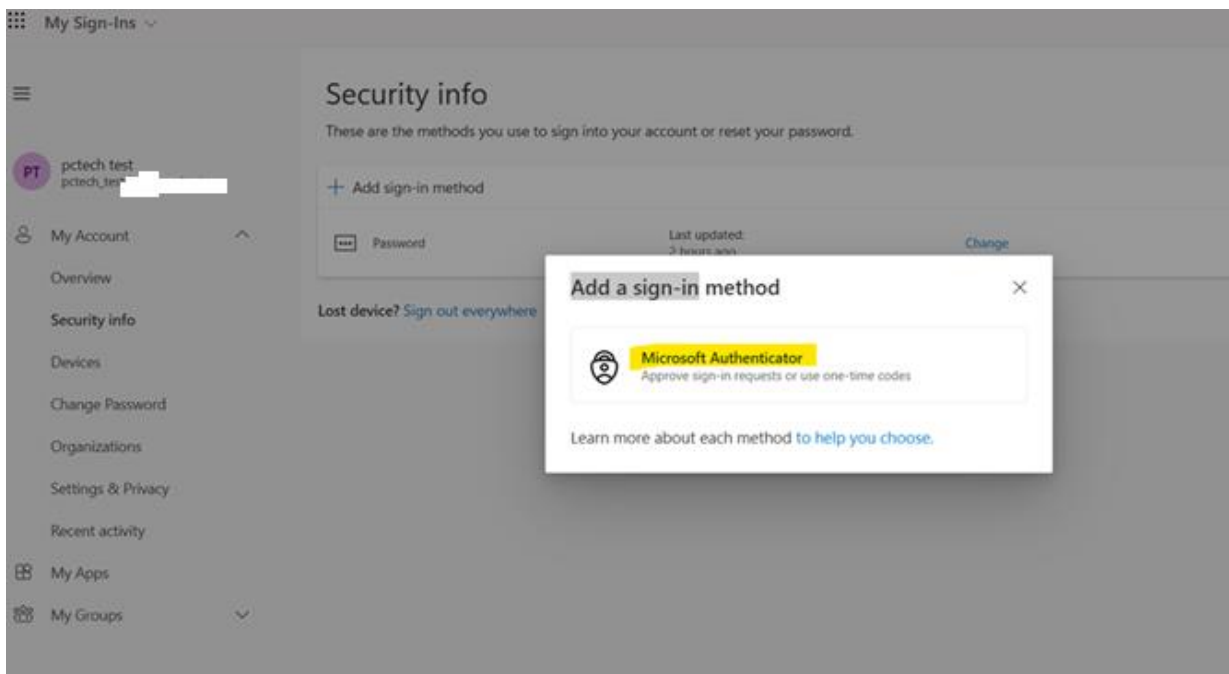 My Sign-Ins
Security info
These are the methods you use to sign into your account or reset your password.
PT
pctech test
Add sign-in method
My Account
Password
Last updated:
2 hours ago
Change
Overview
Add a sign-in method
Security info
Lost device? Sign out everywhere
Devices
Microsoft Authenticator
Approve sign-in requests or use one-time codes
Change Password
Organizations
Learn more about each method to help you choose.
Settings & Privacy
Recent activity
My Apps
My Groups